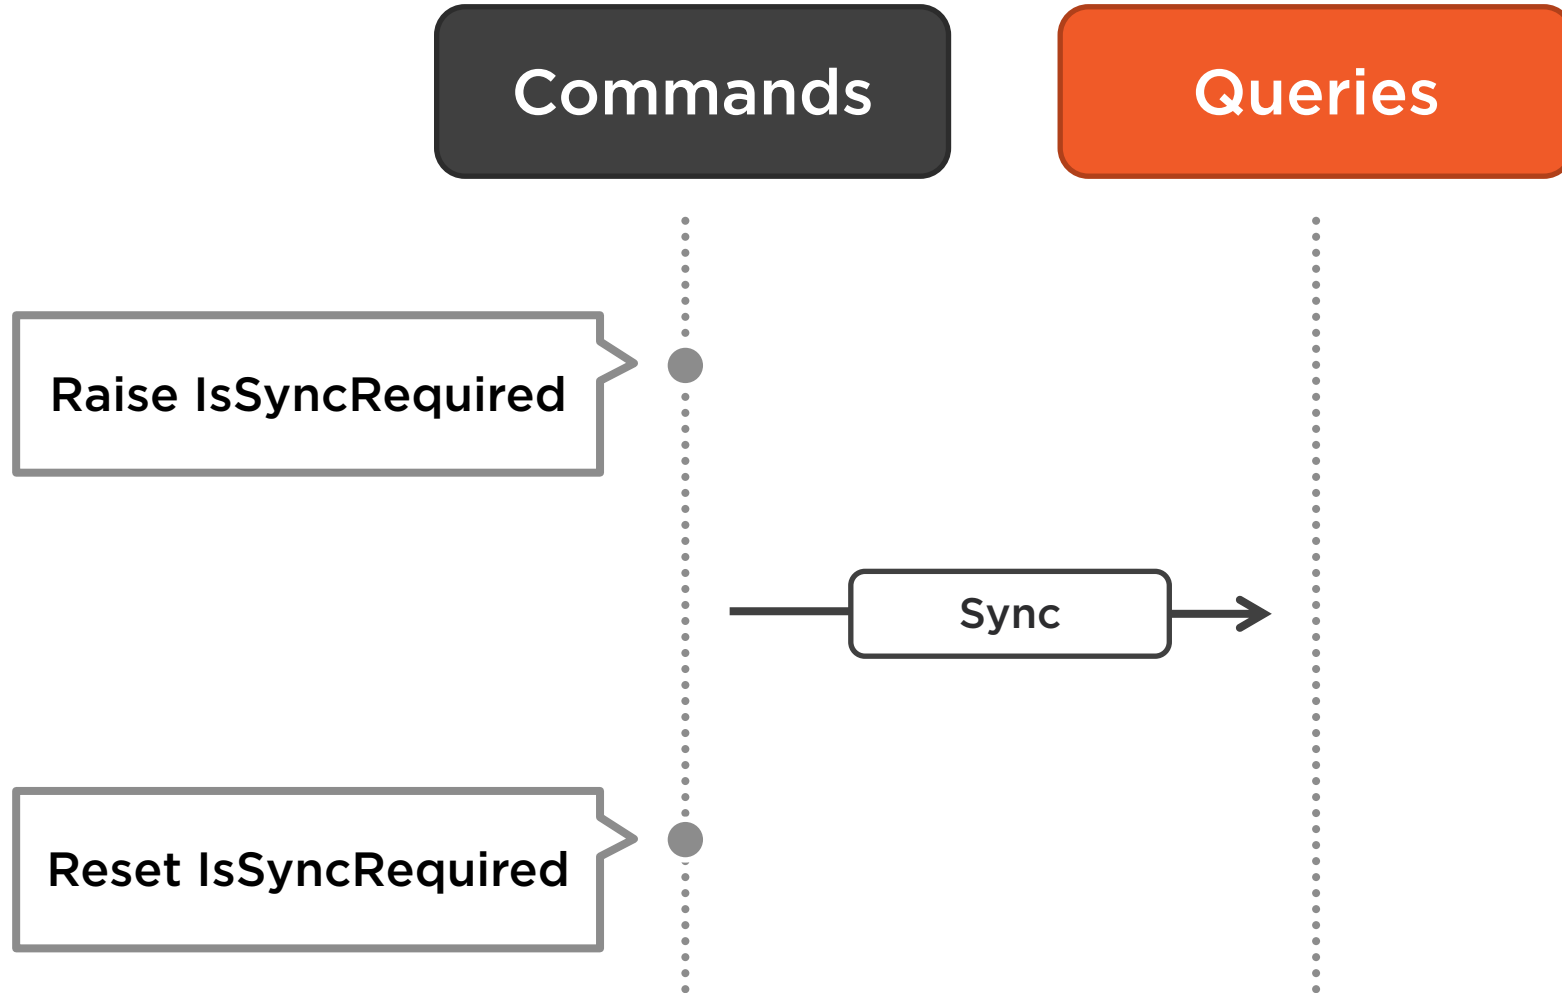 Commands
Queries
Raise IsSyncRequired
Sync
Reset IsSyncRequired